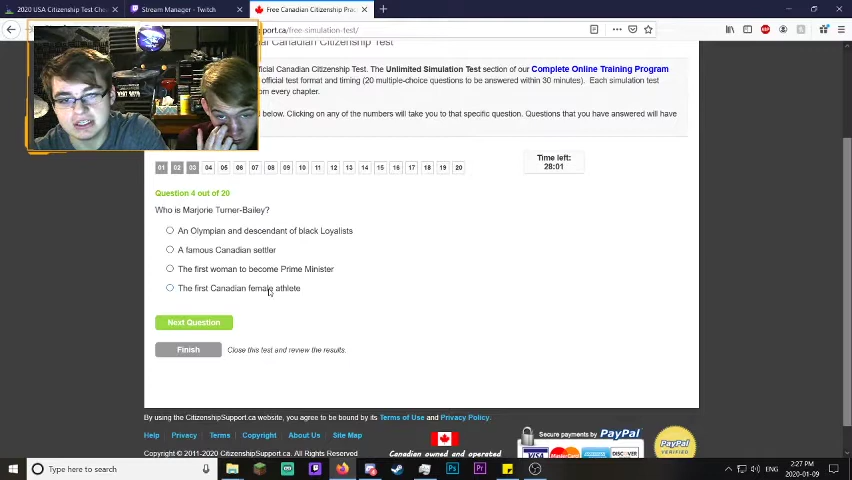 2020 USA Citizenship Test Che
Stream Manager - Twitch
Free Canadian Citizenship Prac
pport.ca/free-simulation-test/
al Canadian Citizenship Test
ficial Canadian Citizenship Test. The Unlimited Simulation Test section of our Complete Online Training Program
official test format and timing (20 multiple-choice questions to be answered within 30 minutes). Each simulation test
om every chapter.
d below. Clicking on any of the numbers will take you to that specific question. Questions that you have answered will have
01 02 03 04 05 06 07 08 09 10 11 12 13 14 15 16 17 18 19 20
Time left:
28:01
Question 4 out of 20
Who is Marjorie Turner-Bailey?
An Olympian and descendant of black Loyalists
A famous Canadian settler
The first woman to become Prime Minister
The first Canadian female athlete
Next Question
Finish
Close this test and review the results.
By using the CitizenshipSupport.ca website, you agree to be bound by its Terms of Use and Privacy Policy.
Help Privacy Terms Copyright About Us Site Map
Copyright © 2011-2020 CitizenshipSupport.ca
Canadian owned and operated
Secure payments by PayPal
VISA MasterCard DISCOVER
PayPal
VERIFIED
Type here to search
ENG
2:27 PM
2020-01-09